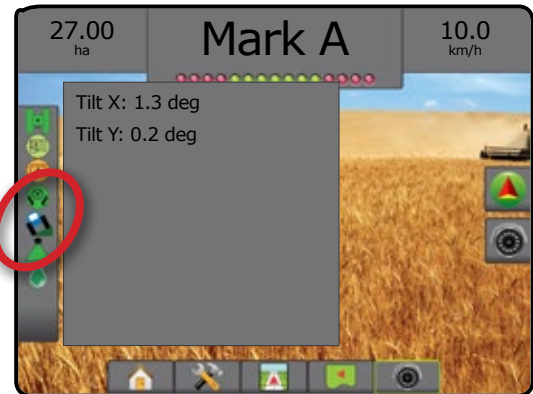 27.00
ha
Mark A
10.0
km/h
Tilt X: 1.3 deg
Tilt Y: 0.2 deg